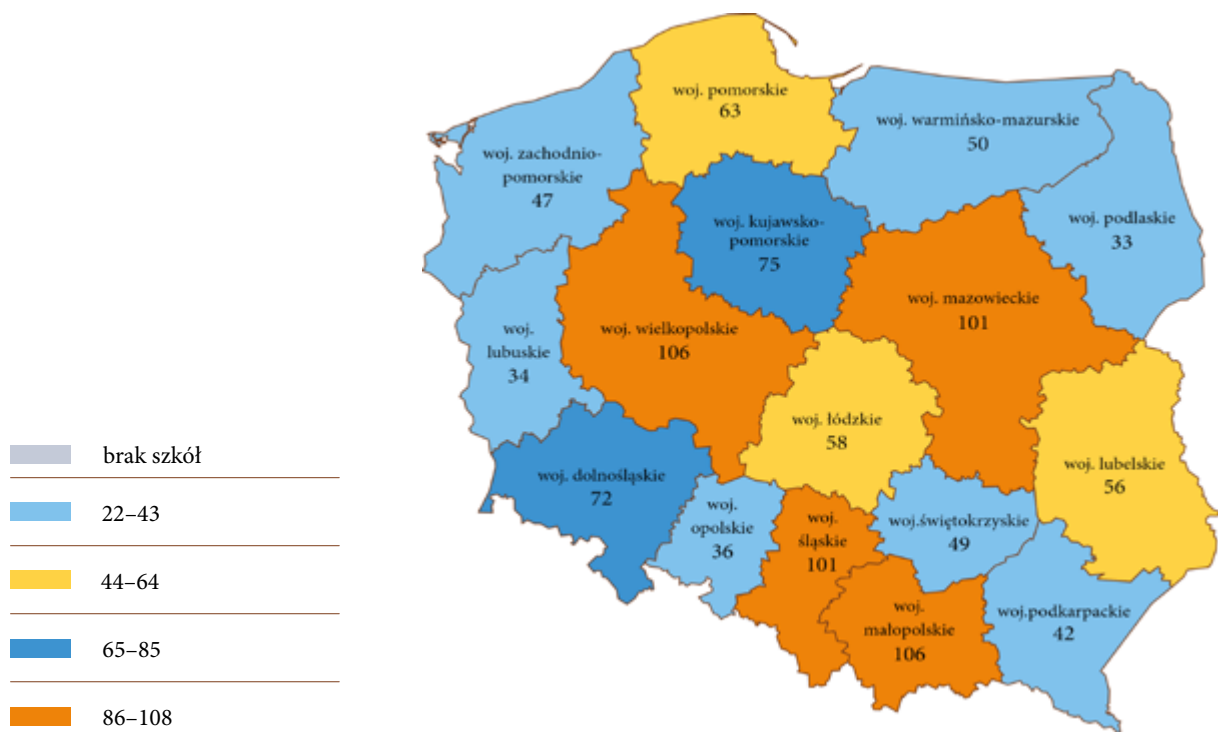 woj. pomorskie
63
woj. warmińsko-mazurskie
50
woj. zachodnio-
pomorskie
47
woj. podlaskie
33
woj. kujawsko-
pomorskie
75
woj. mazowieckie
101
woj. wielkopolskie
106
woj.
lubuskie
34
woj. łódzkie
58
woj. lubelskie
56
woj. dolnośląskie
72
woj.
opolskie
36
woj.
śląskie
101
woj.świętokrzyskie
49
woj.
małopolskie
106
woj.podkarpackie
42
brak szkół
22–43
44–64
65–85
86–108